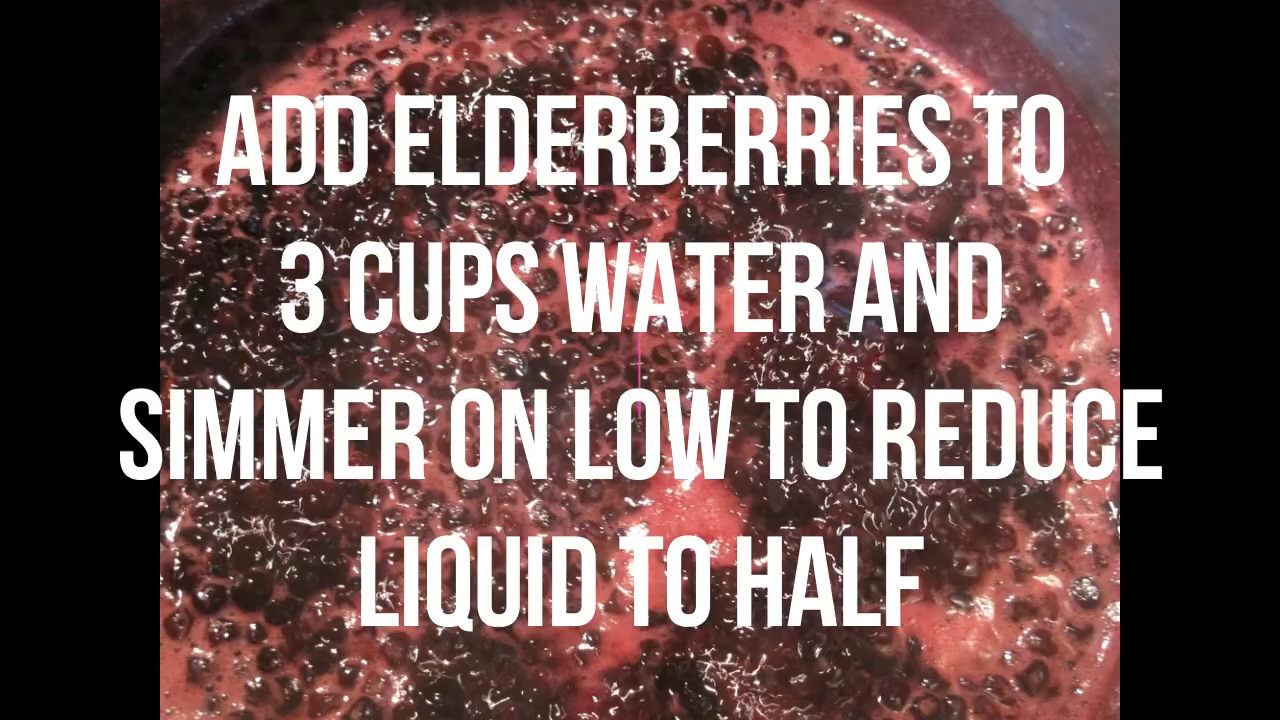 ADD ELDERBERRIES TO
3 CUPS WATER AND
SIMMER ON LOW TO REDUCE
LIQUID TO HALF